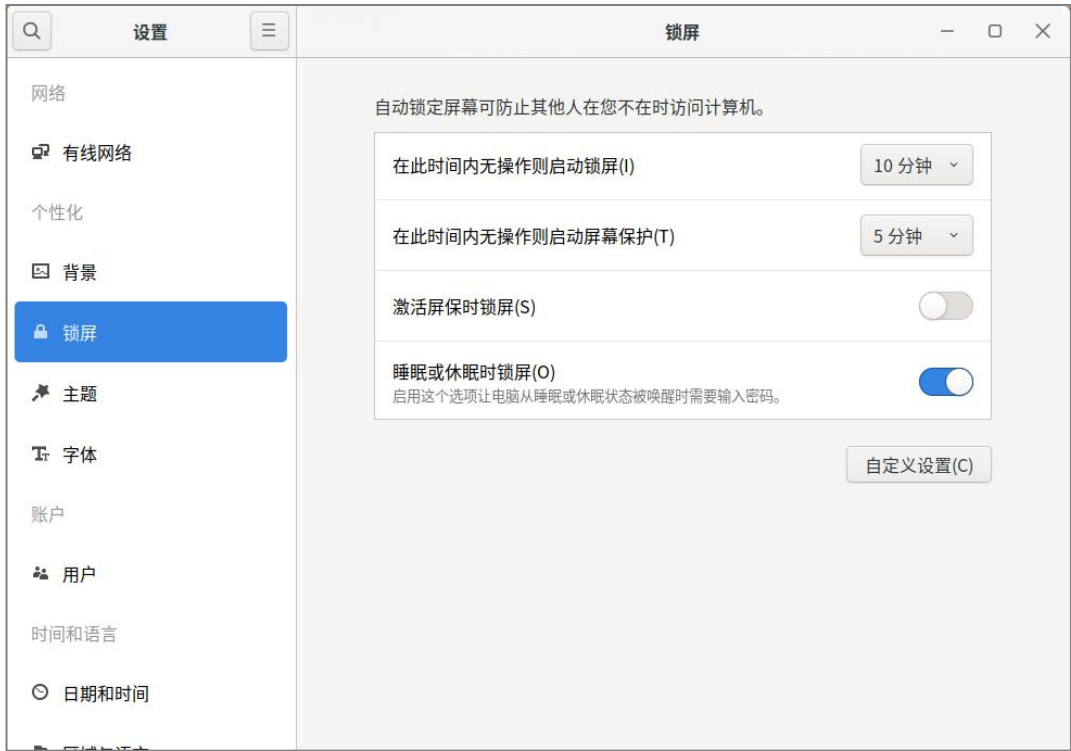 设置
锁屏
网络
有线网络
个性化
背景
锁屏
主题
字体
账户
用户
时间和语言
日期和时间
区域与语言
自动锁定屏幕可防止其他人在您不在时访问计算机。
在此时间内无操作则启动锁屏(I)
10 分钟
在此时间内无操作则启动屏幕保护(T)
5 分钟
激活屏保时锁屏(S)
睡眠或休眠时锁屏(O)
启用这个选项让电脑从睡眠或休眠状态被唤醒时需要输入密码。
自定义设置(C)